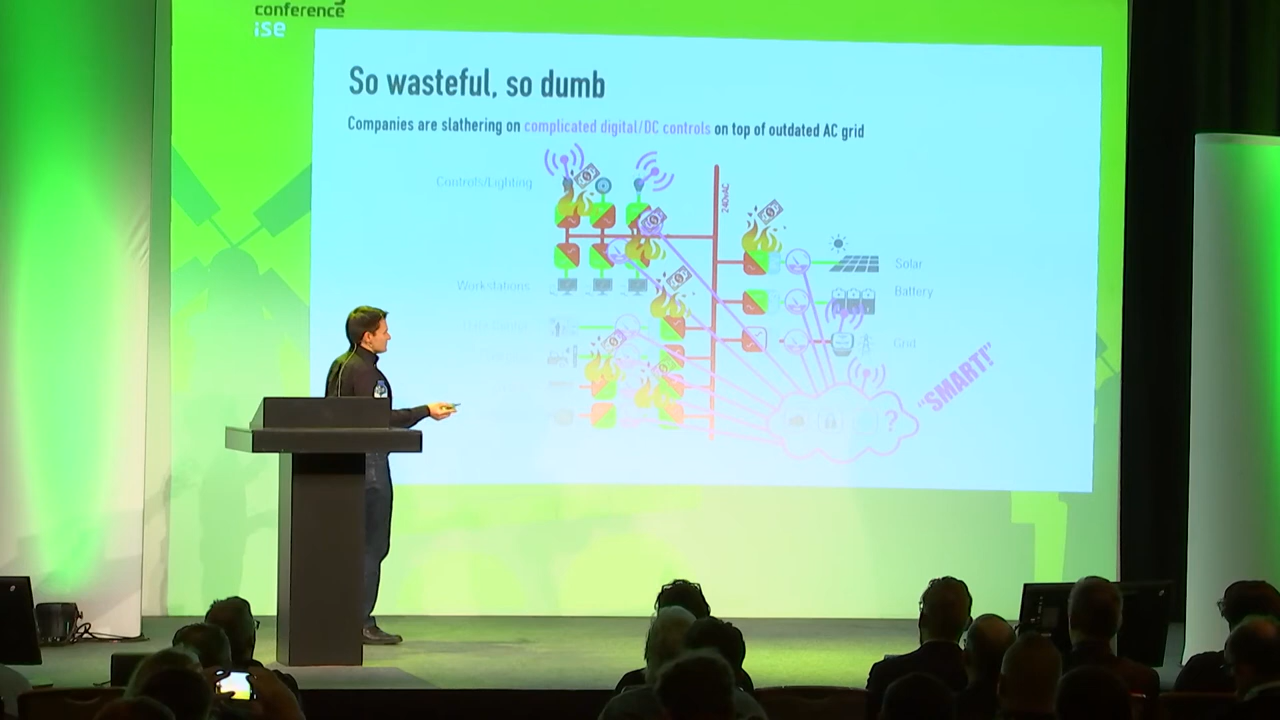 conference
ise
So wasteful, so dumb
Companies are slathering on complicated digital/DC controls on top of outdated AC grid
Controls/Lighting
240vAC
Solar
Workstations
Battery
Grid
"SMART!"
?